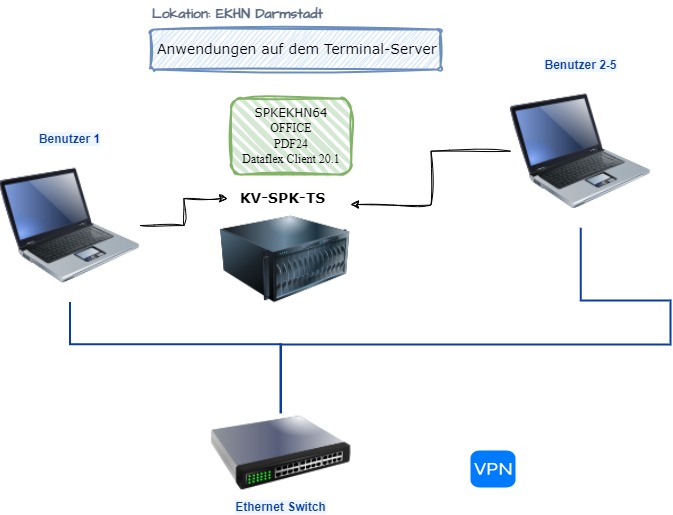 Lokation: EKHN Darmstadt
Anwendungen auf dem Terminal-Server
Benutzer 2-5
SPKEKHN64
OFFICE
PDF24
Dataflex Client 20.1
Benutzer 1
KV-SPK-TS
VPN
Ethernet Switch